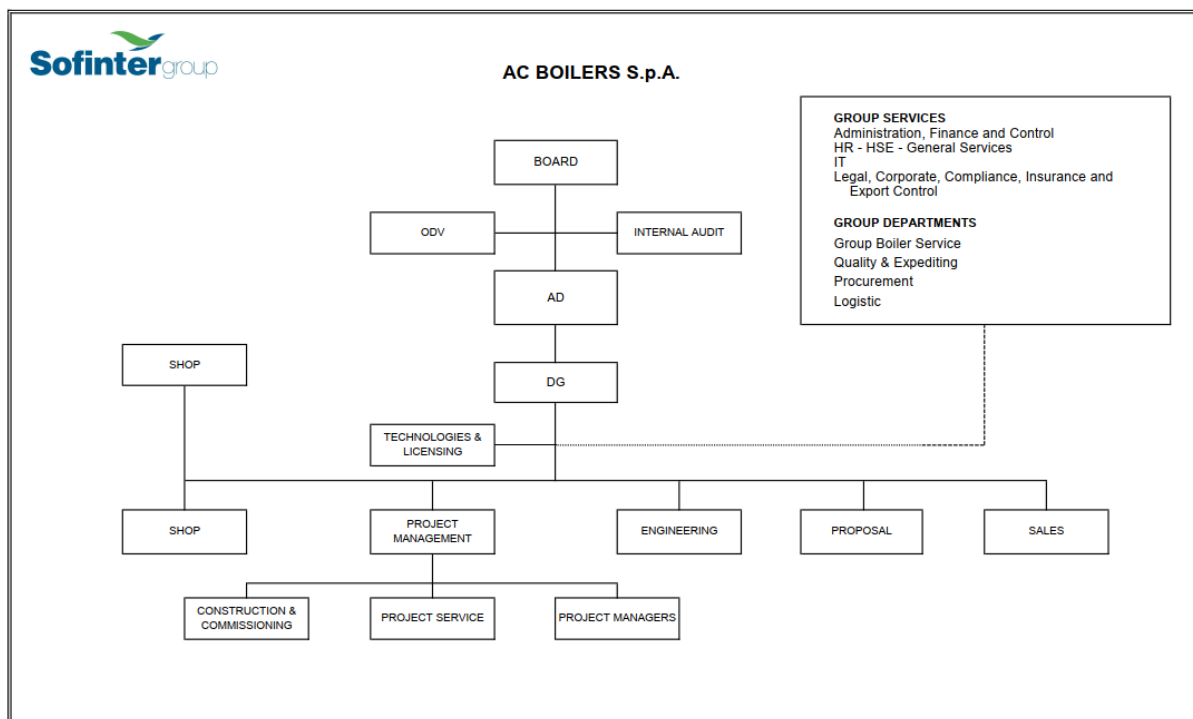 Sofintergroup
AC BOILERS S.p.A.
GROUP SERVICES
Administration, Finance and Control
HR - HSE - General Services
IT
Legal, Corporate, Compliance, Insurance and
Export Control
GROUP DEPARTMENTS
Group Boiler Service
Quality & Expediting
Procurement
Logistic
BOARD
ODV
INTERNAL AUDIT
AD
SHOP
DG
TECHNOLOGIES &
LICENSING
SHOP
PROJECT
MANAGEMENT
ENGINEERING
PROPOSAL
SALES
CONSTRUCTION &
COMMISSIONING
PROJECT SERVICE
PROJECT MANAGERS